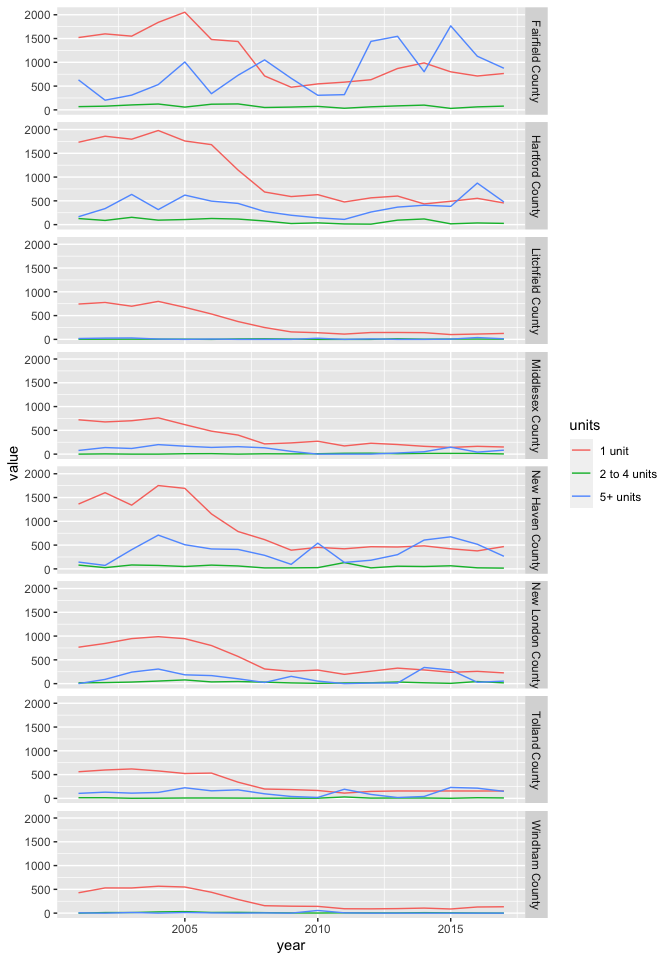 2000
1500
1000
500
0
Fairfield County
2000
1500
1000
500
0
Hartford County
2000
1500
1000
500
0
Litchfield County
2000
1500
1000
500
0
Middlesex County
2000
1500
1000
500
0
New Haven County
2000
1500
1000
500
0
New London County
2000
1500
1000
500
0
Tolland County
2000
1500
1000
500
0
Windham County
value
2005 2010 2015
year
units
1 unit
2 to 4 units
5+ units